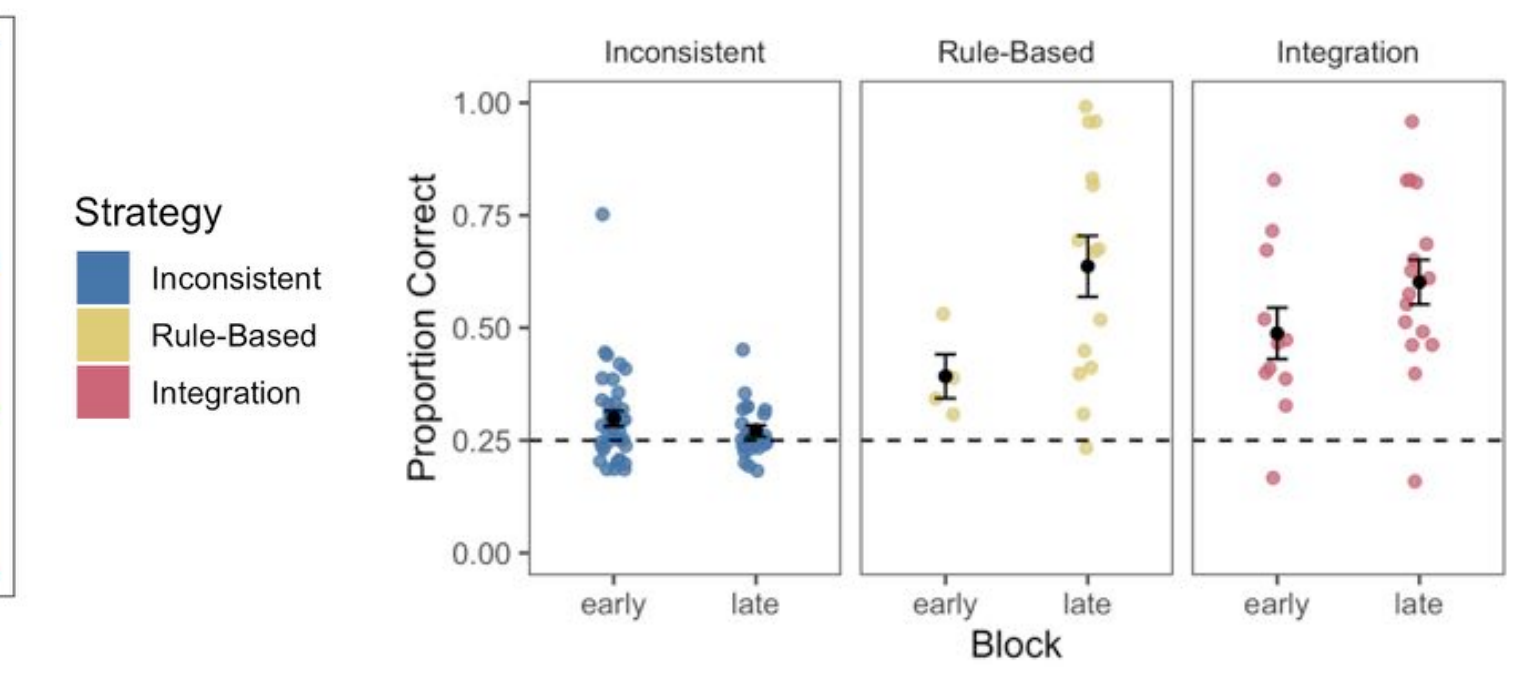 Strategy
Inconsistent
Rule-Based
Integration
Inconsistent Rule-Based Integration
Proportion Correct
1.00
0.75
0.50
0.25
0.00
early late early late early late
Block